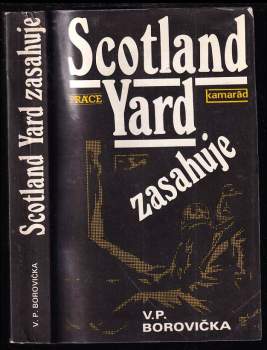 Scotland Yard zasahuje
V. P. BOROVIČKA
Scotland
PRÁCE
kamarád
Yard
zasahuje
V.P.
BOROVIČKA